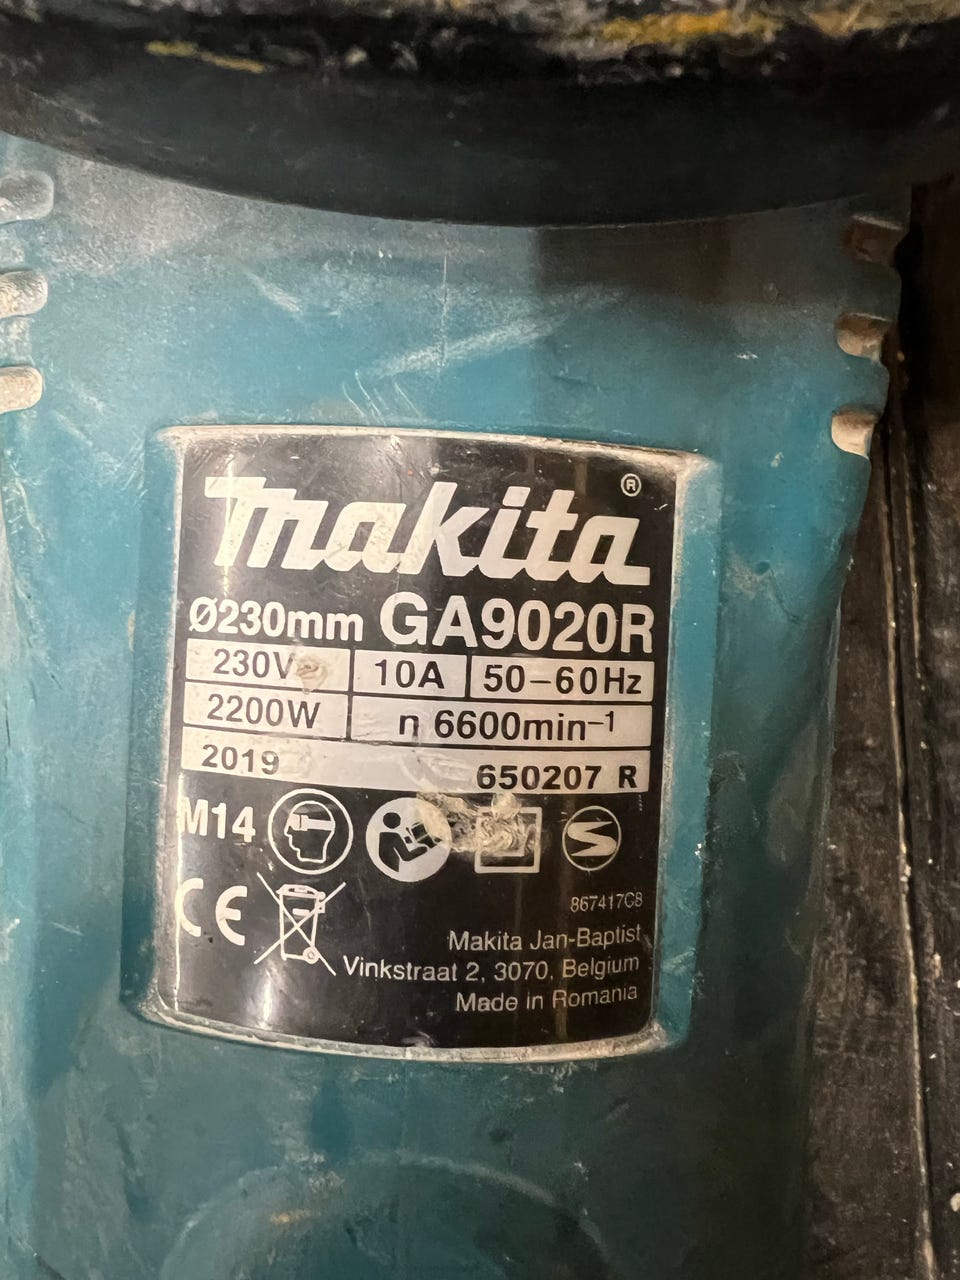 makita®
Ø230mm GA9020R
230V 10A 50-60Hz
2200W n 6600min⁻¹
2019 650207 R
M14
CE
867417C8
Makita Jan-Baptist
Vinkstraat 2, 3070, Belgium
Made in Romania